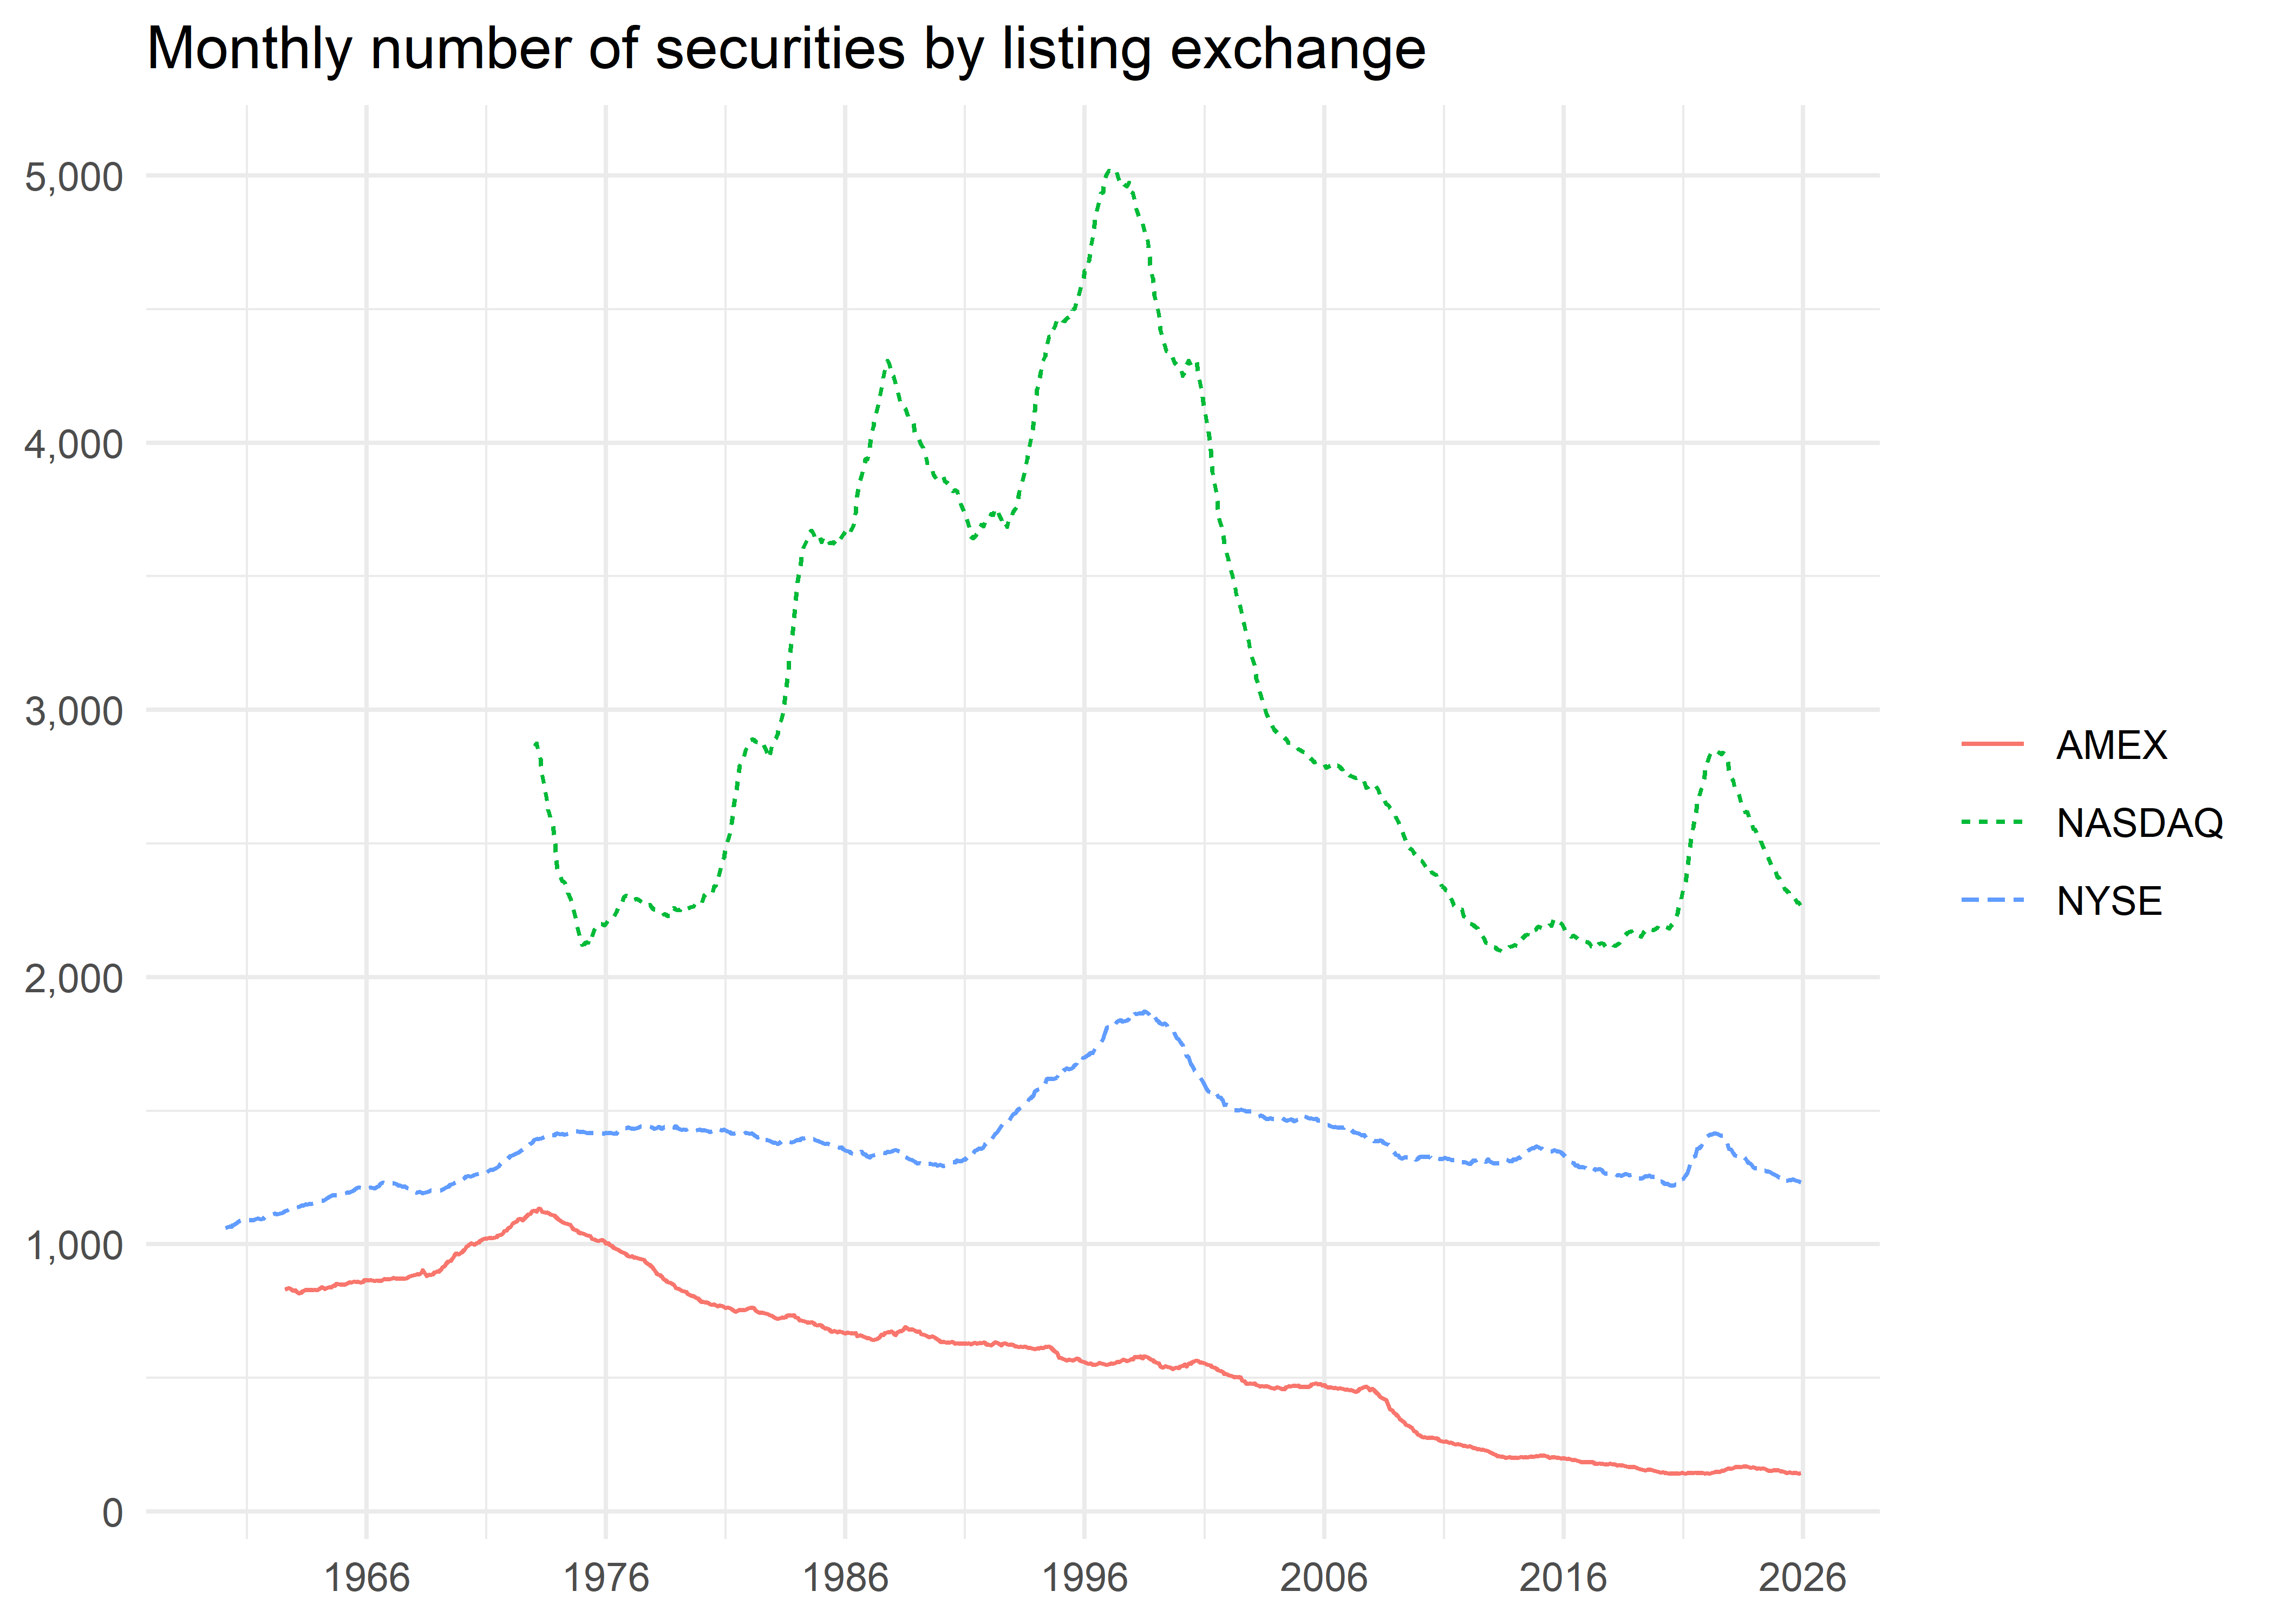 Monthly number of securities by listing exchange
5,000
4,000
3,000
2,000
1,000
0
1966 1976 1986 1996 2006 2016 2026
AMEX
NASDAQ
NYSE